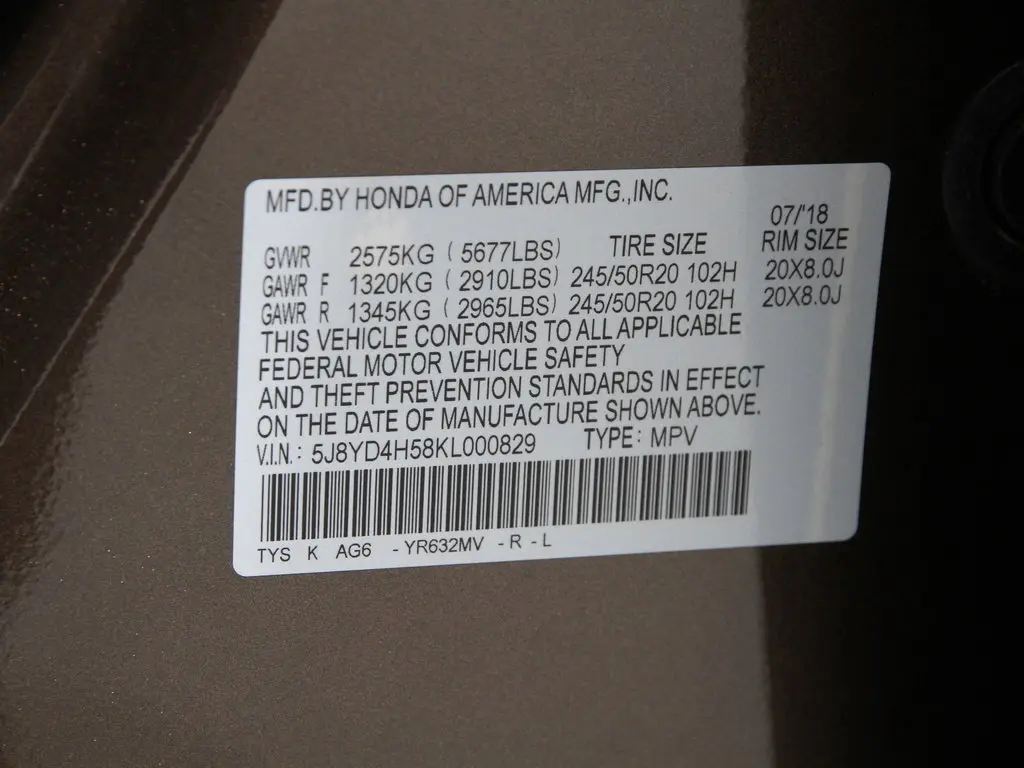 MFD.BY HONDA OF AMERICA MFG.,INC.
07/'18
GVWR 2575KG ( 5677LBS) TIRE SIZE RIM SIZE
GAWR F 1320KG ( 2910LBS) 245/50R20 102H 20X8.0J
GAWR R 1345KG ( 2965LBS) 245/50R20 102H 20X8.0J
THIS VEHICLE CONFORMS TO ALL APPLICABLE
FEDERAL MOTOR VEHICLE SAFETY
AND THEFT PREVENTION STANDARDS IN EFFECT
ON THE DATE OF MANUFACTURE SHOWN ABOVE.
V.I.N.: 5J8YD4H58KL000829 TYPE: MPV
TYS K AG6 -YR632MV -R -L